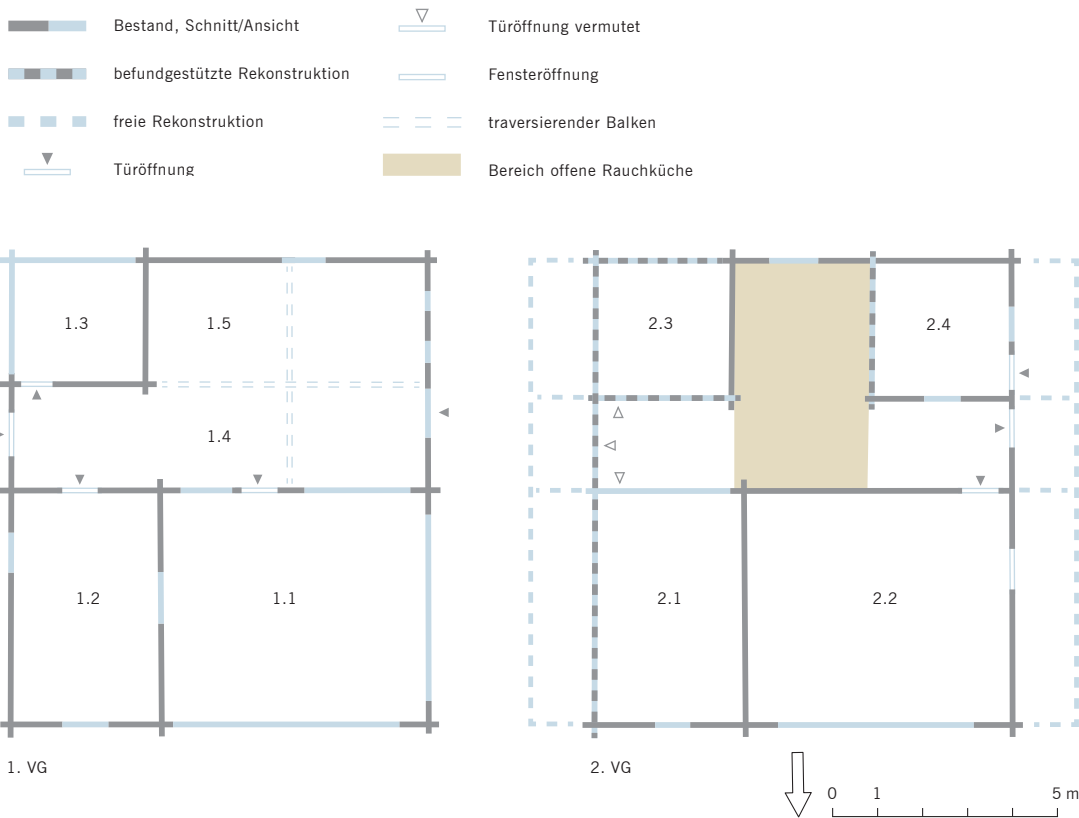 Bestand, Schnitt/Ansicht
befundgestützte Rekonstruktion
freie Rekonstruktion
Türöffnung
Türöffnung vermutet
Fensteröffnung
traversierender Balken
Bereich offene Rauchküche
1.3
1.5
1.4
1.2
1.1
1. VG
2.3
2.4
2.1
2.2
2. VG
0 1 5 m